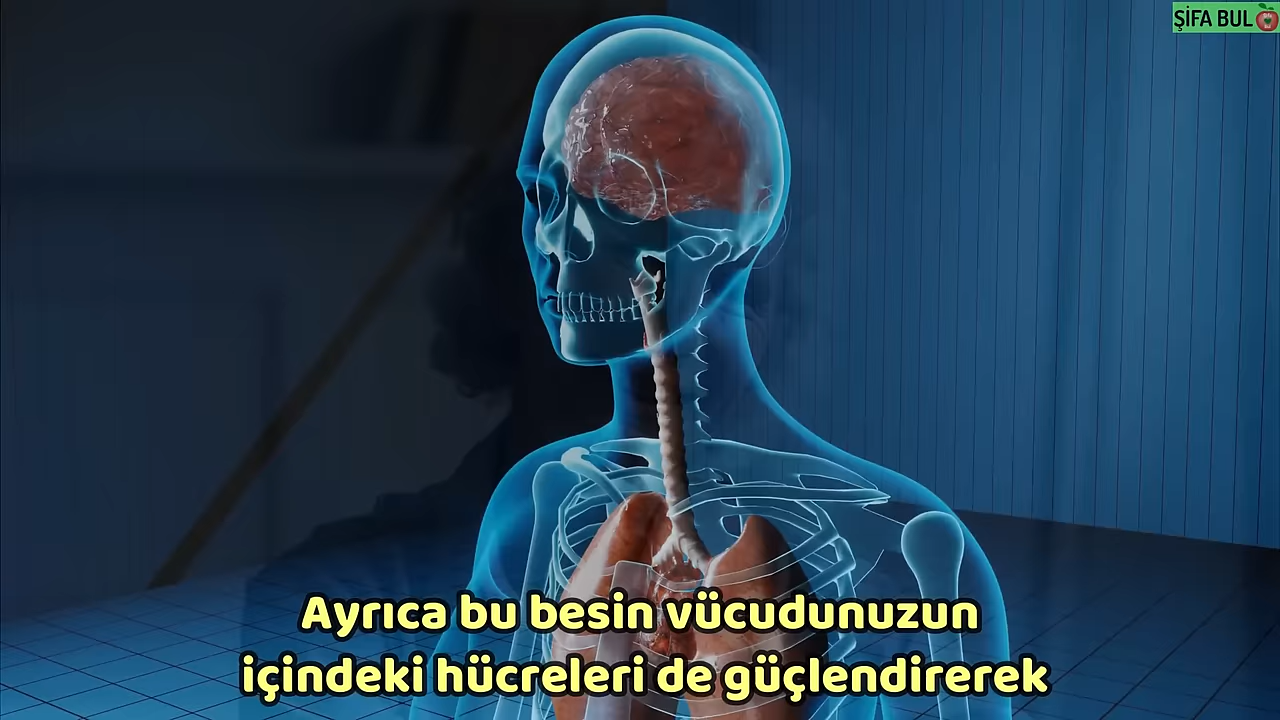 ŞİFA BUL
Ayrıca bu besin vücudunuzun
içindeki hücreleri de güçlendirerek